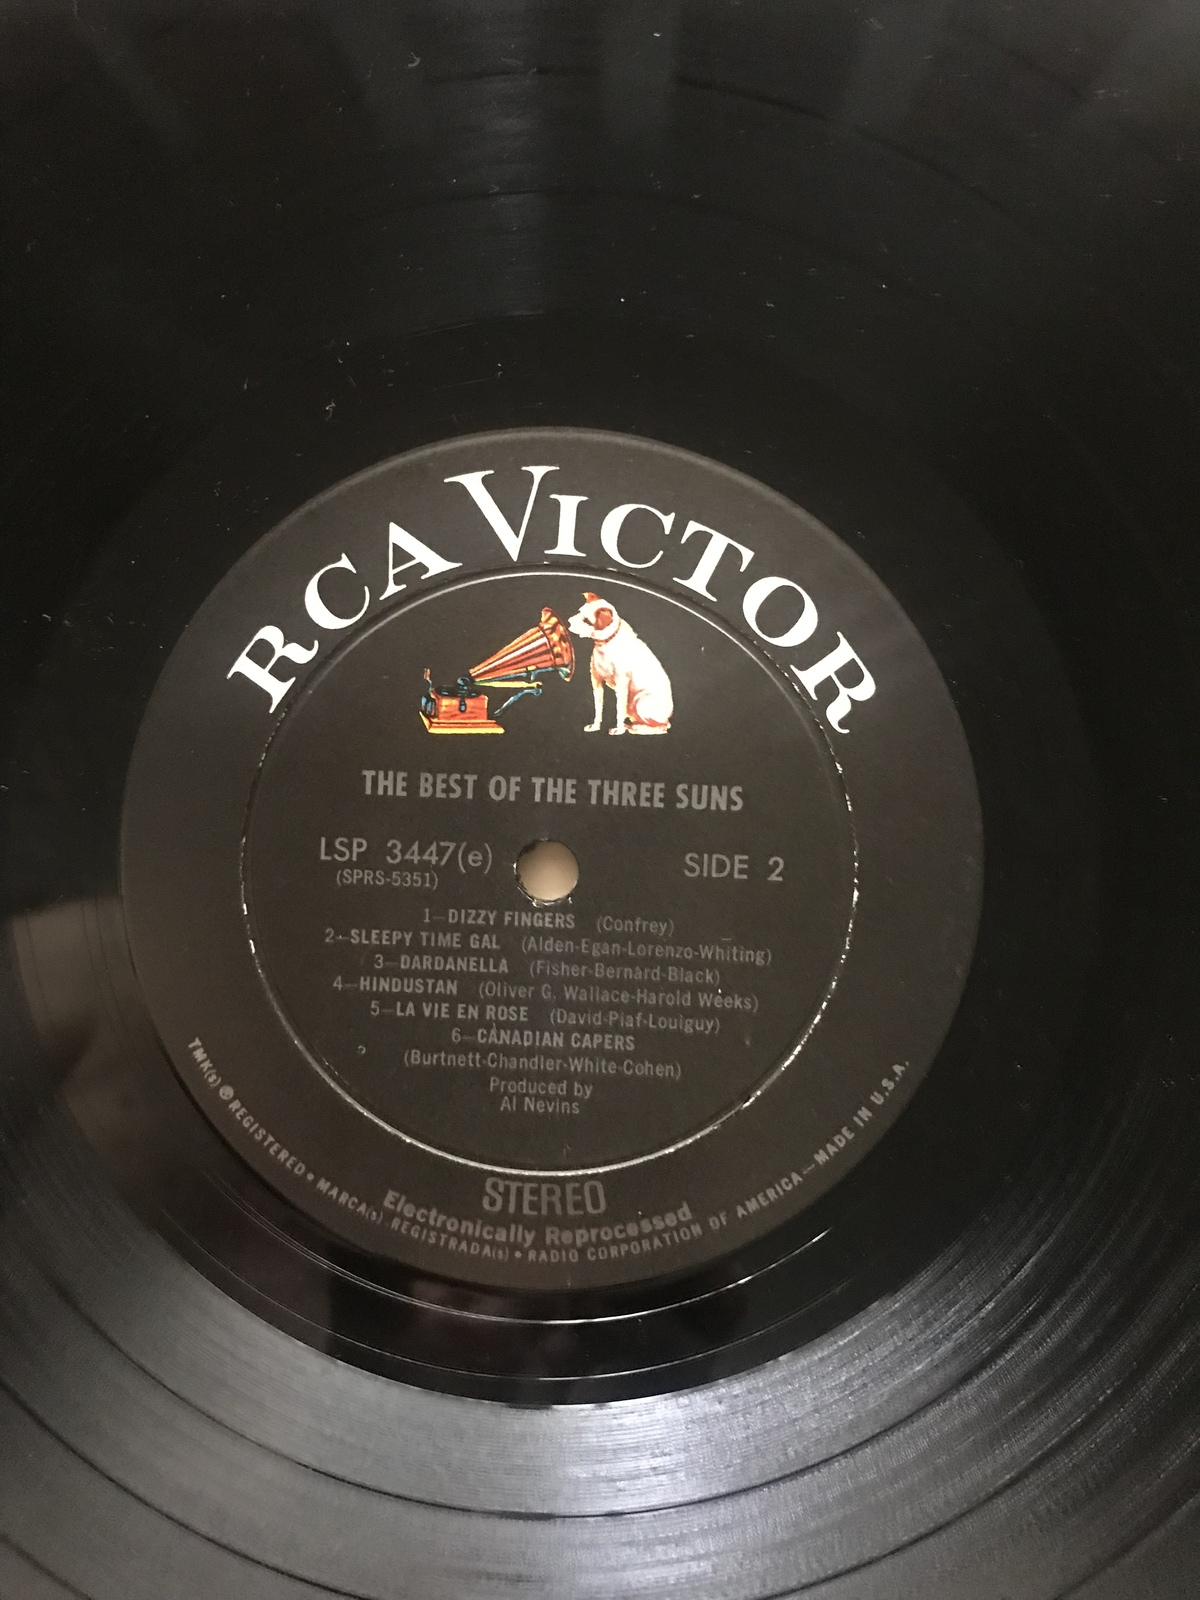 RCA VICTOR
THE BEST OF THE THREE SUNS
LSP 3447(e)
(SPRS-5351)
SIDE 2
1—DIZZY FINGERS (Confrey)
2—SLEEPY TIME GAL (Alden-Egan-Lorenzo-Whiting)
3—DARDANELLA (Fisher-Bernard-Black)
4—HINDUSTAN (Oliver G. Wallace-Harold Weeks)
5—LA VIE EN ROSE (David-Piaf-Louiguy)
6—CANADIAN CAPERS
(Burtnett-Chandler-White-Cohen)
Produced by
Al Nevins
STEREO
Electronically Reprocessed
TMK(s) ® REGISTERED • MARCA(s) REGISTRADA(s) • RADIO CORPORATION OF AMERICA—MADE IN U.S.A.